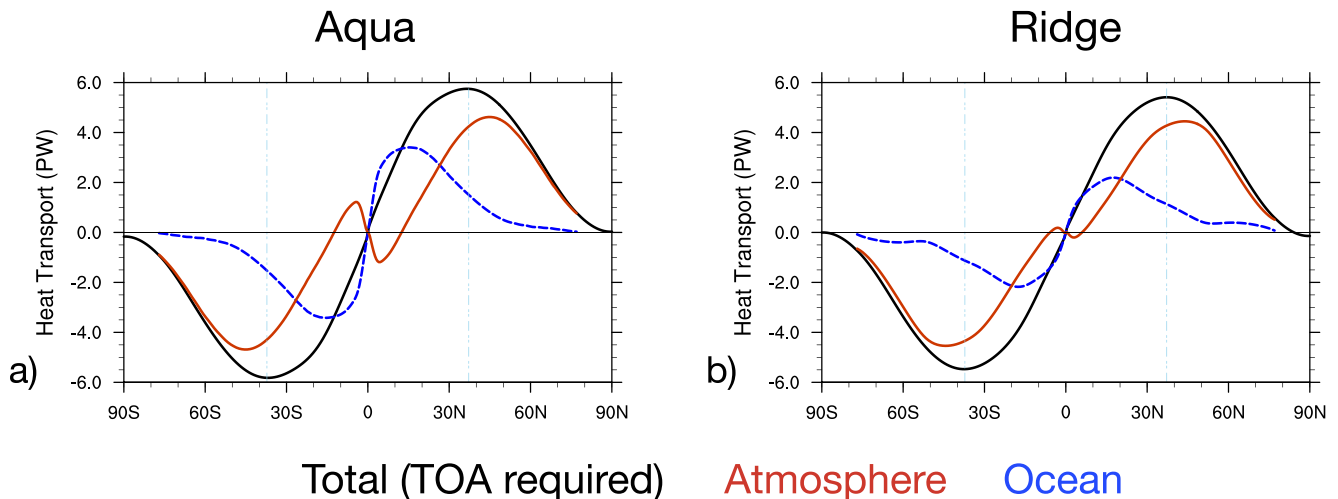 Aqua
Ridge
Heat Transport (PW)
6.0
4.0
2.0
0.0
-2.0
-4.0
-6.0
90S 60S 30S 0 30N 60N 90N
a)
Heat Transport (PW)
6.0
4.0
2.0
0.0
-2.0
-4.0
-6.0
90S 60S 30S 0 30N 60N 90N
b)
Total (TOA required) Atmosphere Ocean